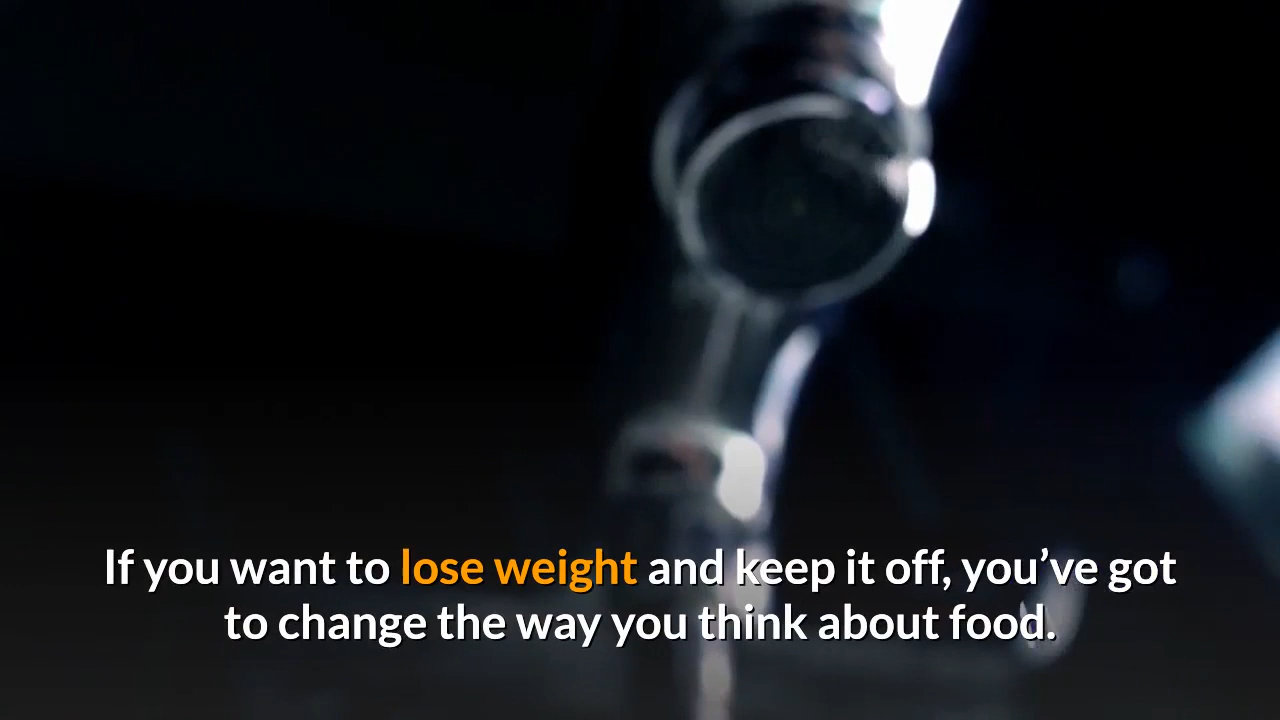 If you want to lose weight and keep it off, you’ve got
to change the way you think about food.